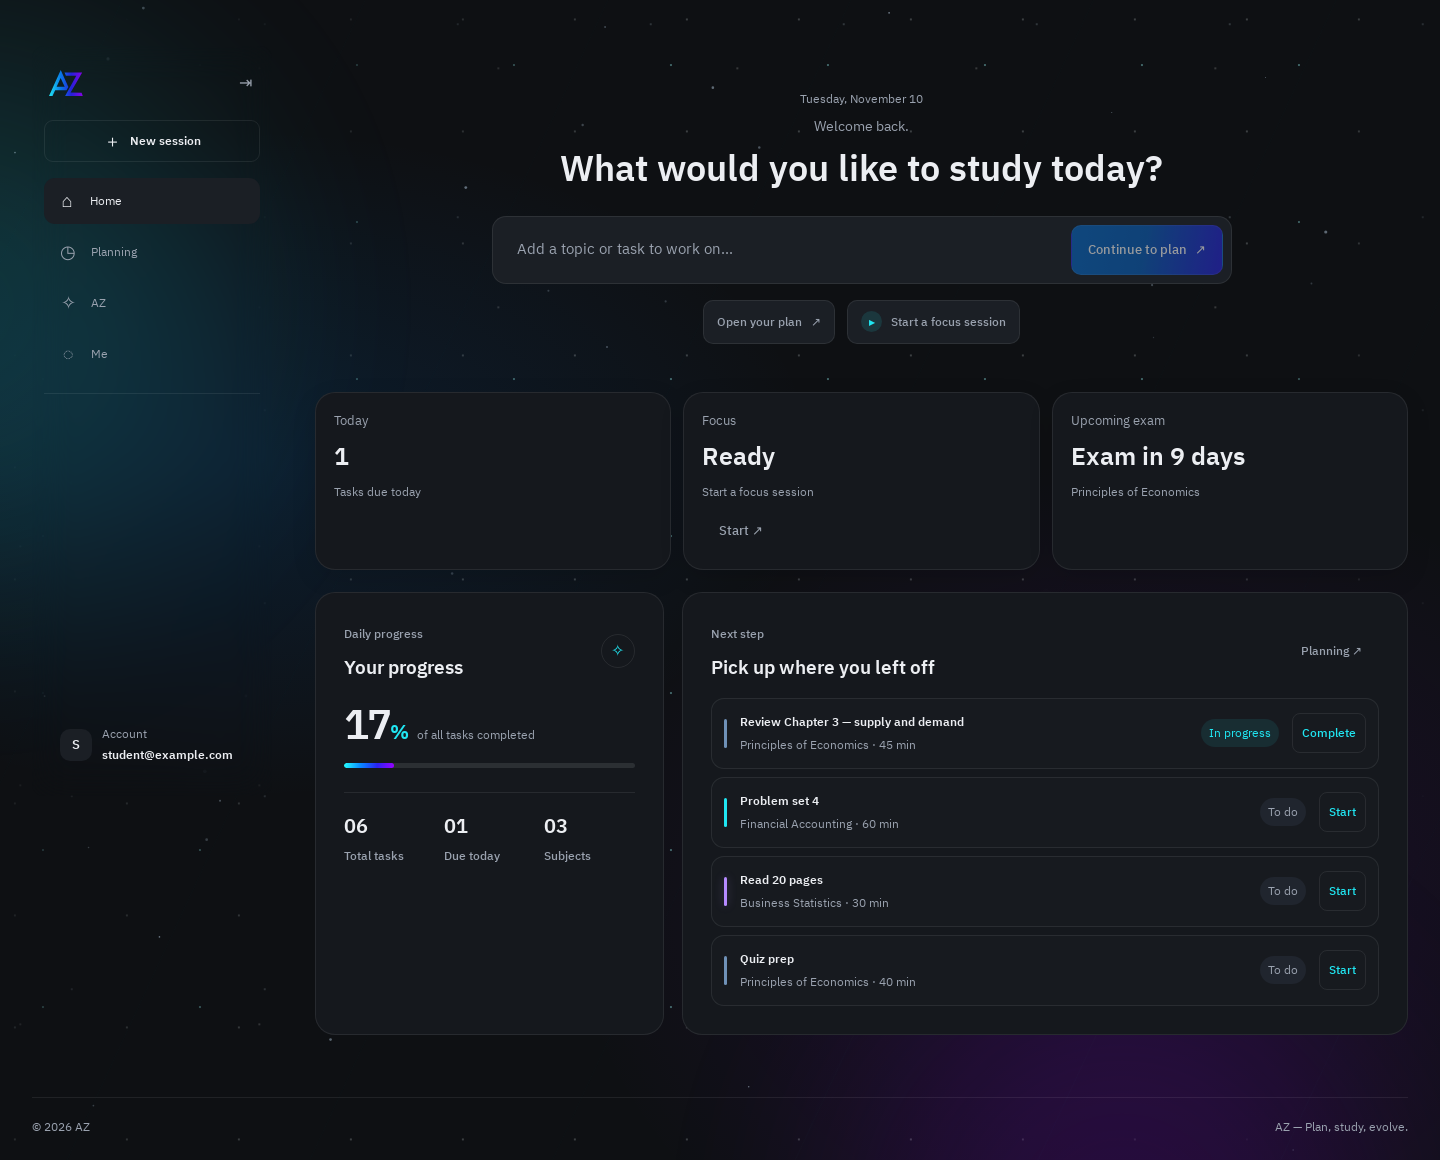 AZ
New session
Home
Planning
AZ
Me
Account
S
student@example.com
Tuesday, November 10
Welcome back.
What would you like to study today?
Add a topic or task to work on...
Continue to plan ↗
Open your plan ↗
Start a focus session
Today
1
Tasks due today
Focus
Ready
Start a focus session
Start ↗
Upcoming exam
Exam in 9 days
Principles of Economics
Daily progress
Your progress
17% of all tasks completed
06 01 03
Total tasks Due today Subjects
Next step
Pick up where you left off
Planning ↗
Review Chapter 3 — supply and demand
Principles of Economics · 45 min
In progress
Complete
Problem set 4
Financial Accounting · 60 min
To do
Start
Read 20 pages
Business Statistics · 30 min
To do
Start
Quiz prep
Principles of Economics · 40 min
To do
Start
© 2026 AZ
AZ — Plan, study, evolve.